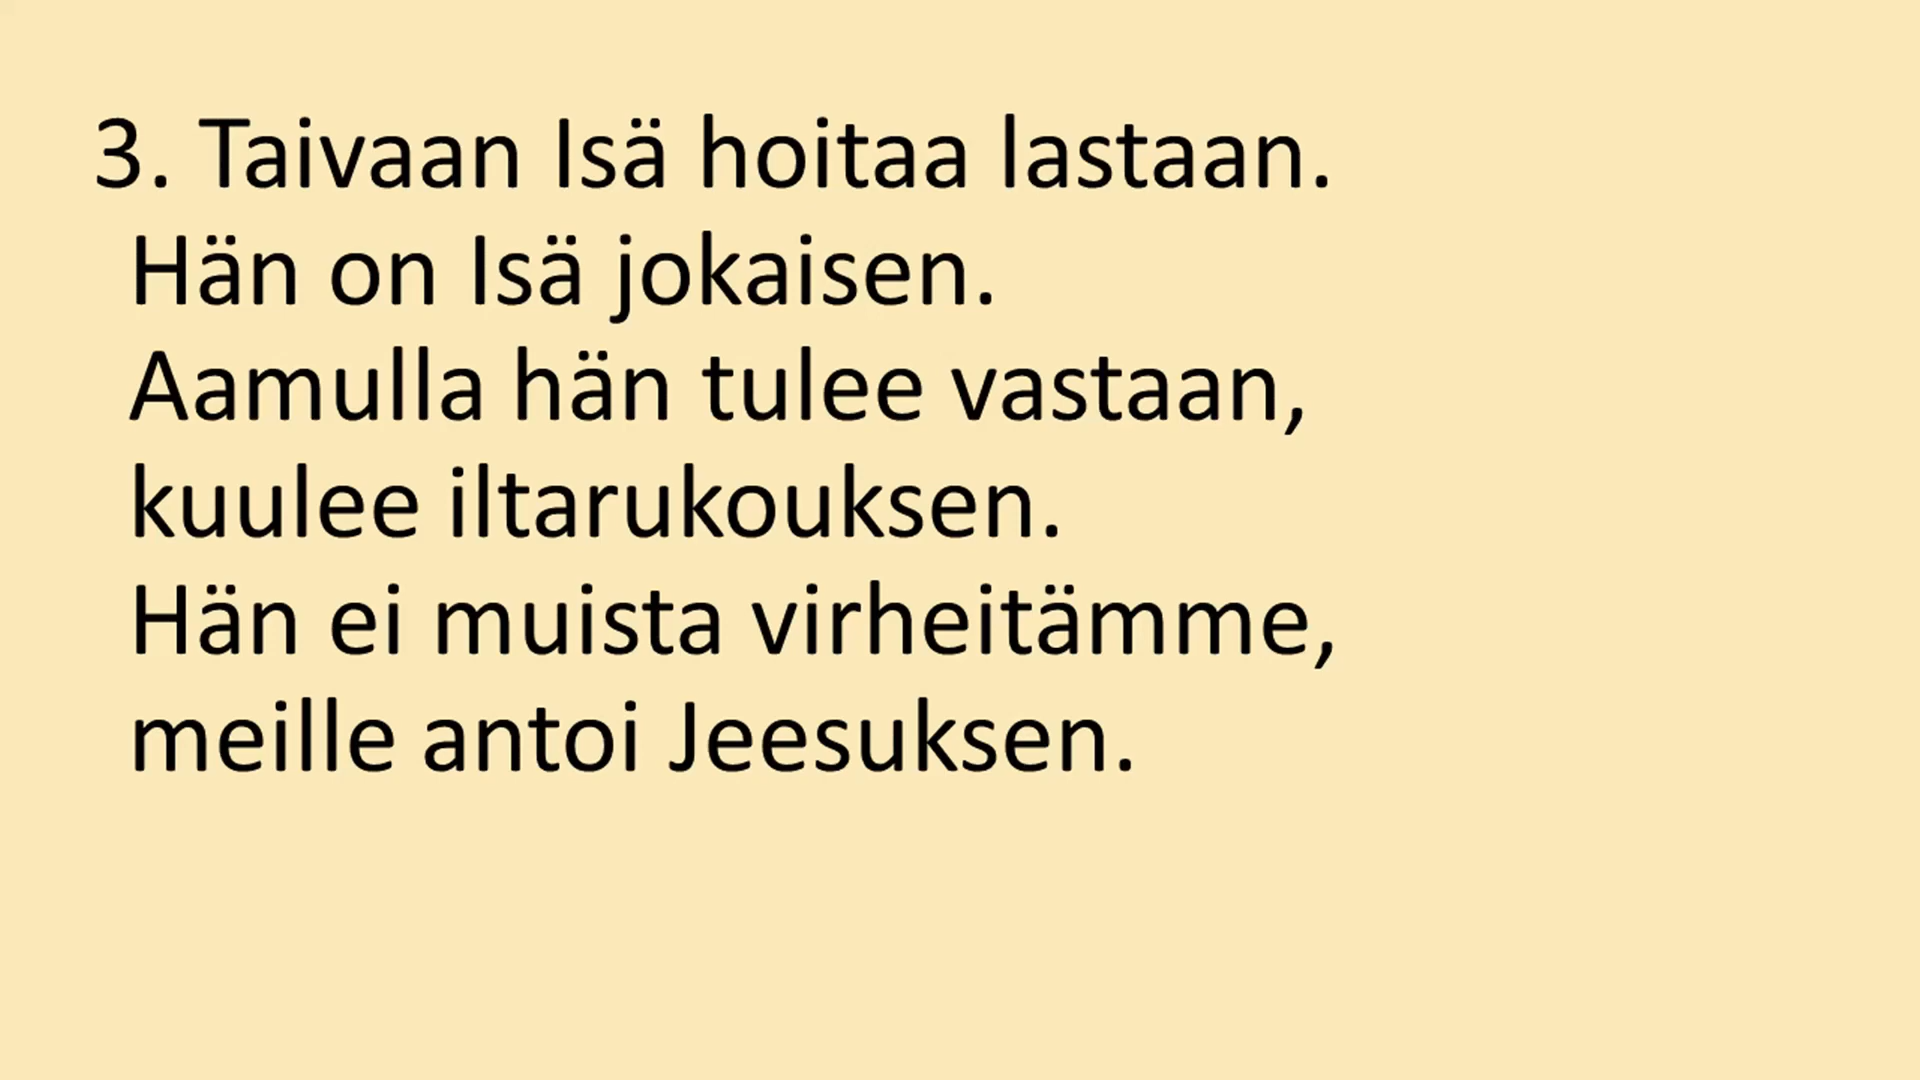 3. Taivaan Isä hoitaa lastaan.
Hän on Isä jokaisen.
Aamulla hän tulee vastaan,
kuulee iltarukouksen.
Hän ei muista virheitämme,
meille antoi Jeesuksen.